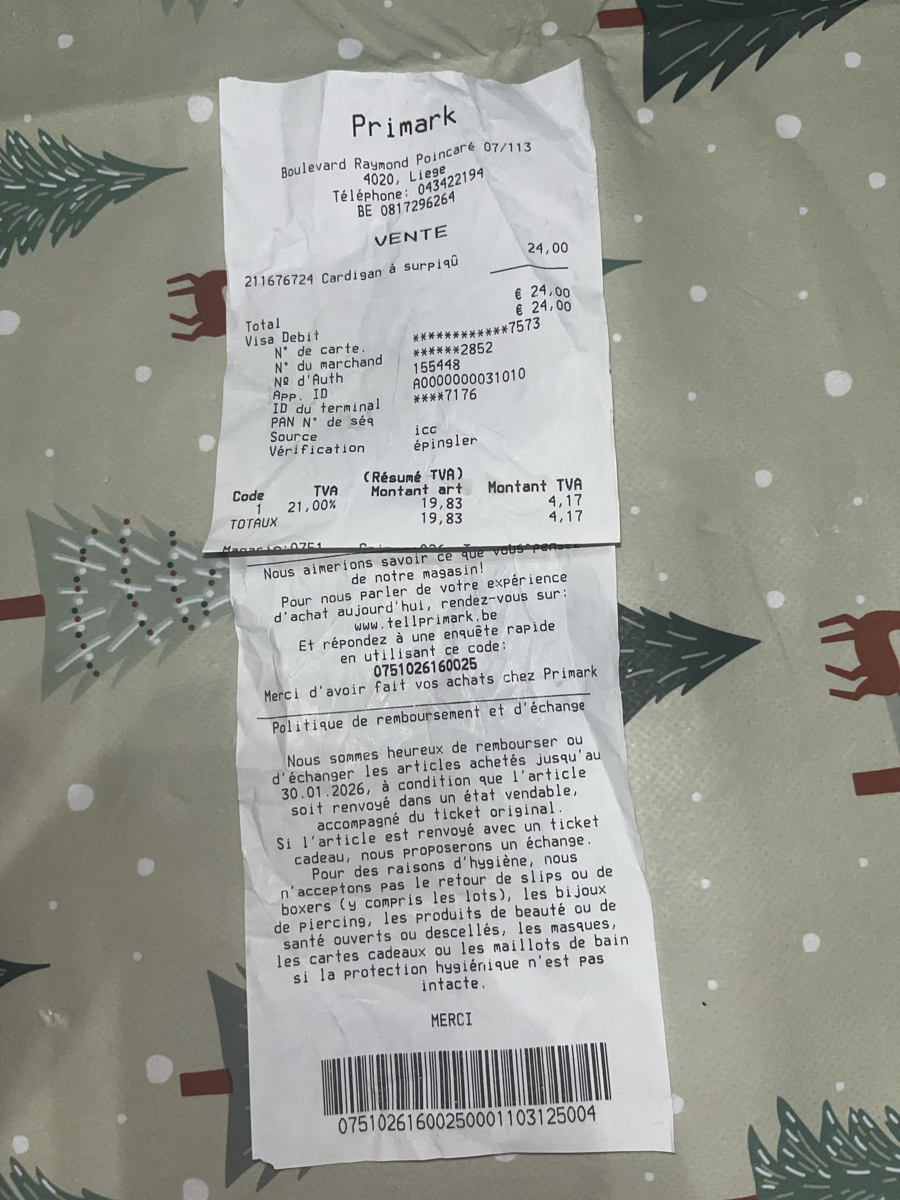 Primark
Boulevard Raymond Poincaré 07/113
4020, Liege
Téléphone: 043422194
BE 0817296264
VENTE
211676724 Cardigan à surpiqû 24,00
Total € 24,00
Visa Debit € 24,00
N° de carte. ************7573
N° du marchand ******2852
Nº d'Auth 155448
App. ID A0000000031010
ID du terminal ****7176
PAN N° de séq
Source icc
Vérification épingler
(Résumé TVA)
Code TVA Montant art Montant TVA
1 21,00% 19,83 4,17
TOTAUX 19,83 4,17
Magasin:0751
Nous aimerions savoir ce que vous pensez
de notre magasin!
Pour nous parler de votre expérience
d'achat aujourd'hui, rendez-vous sur:
www.tellprimark.be
Et répondez à une enquête rapide
en utilisant ce code:
0751026160025
Merci d'avoir fait vos achats chez Primark
Politique de remboursement et d'échange
Nous sommes heureux de rembourser ou
d'échanger les articles achetés jusqu'au
30.01.2026, à condition que l'article
soit renvoyé dans un état vendable,
accompagné du ticket original.
Si l'article est renvoyé avec un ticket
cadeau, nous proposerons un échange.
Pour des raisons d'hygiène, nous
n'acceptons pas le retour de slips ou de
boxers (y compris les lots), les bijoux
de piercing, les produits de beauté ou de
santé ouverts ou descellés, les masques,
les cartes cadeaux ou les maillots de bain
si la protection hygiénique n'est pas
intacte.
MERCI
07510261600250001103125004